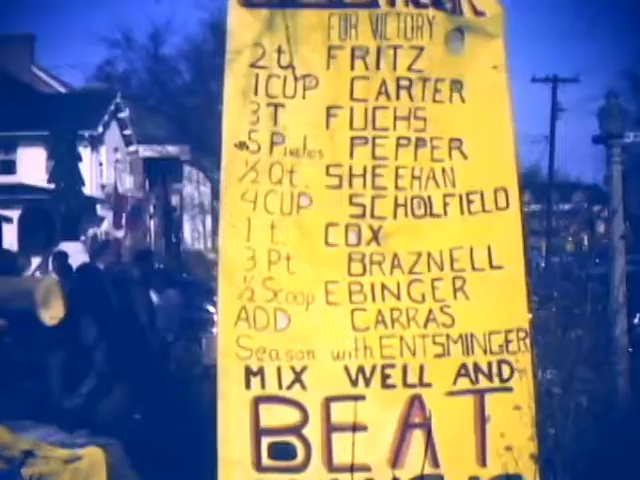 FOR VICTORY
2 t. FRITZ
1 CUP CARTER
3 T FUCHS
5 Pinches PEPPER
½ Qt. SHEEHAN
4 CUP SCHOLFIELD
1 t. COX
3 Pt BRAZNELL
½ Scoop EBINGER
ADD CARRAS
Season with ENTSMINGER
MIX WELL AND
BEAT